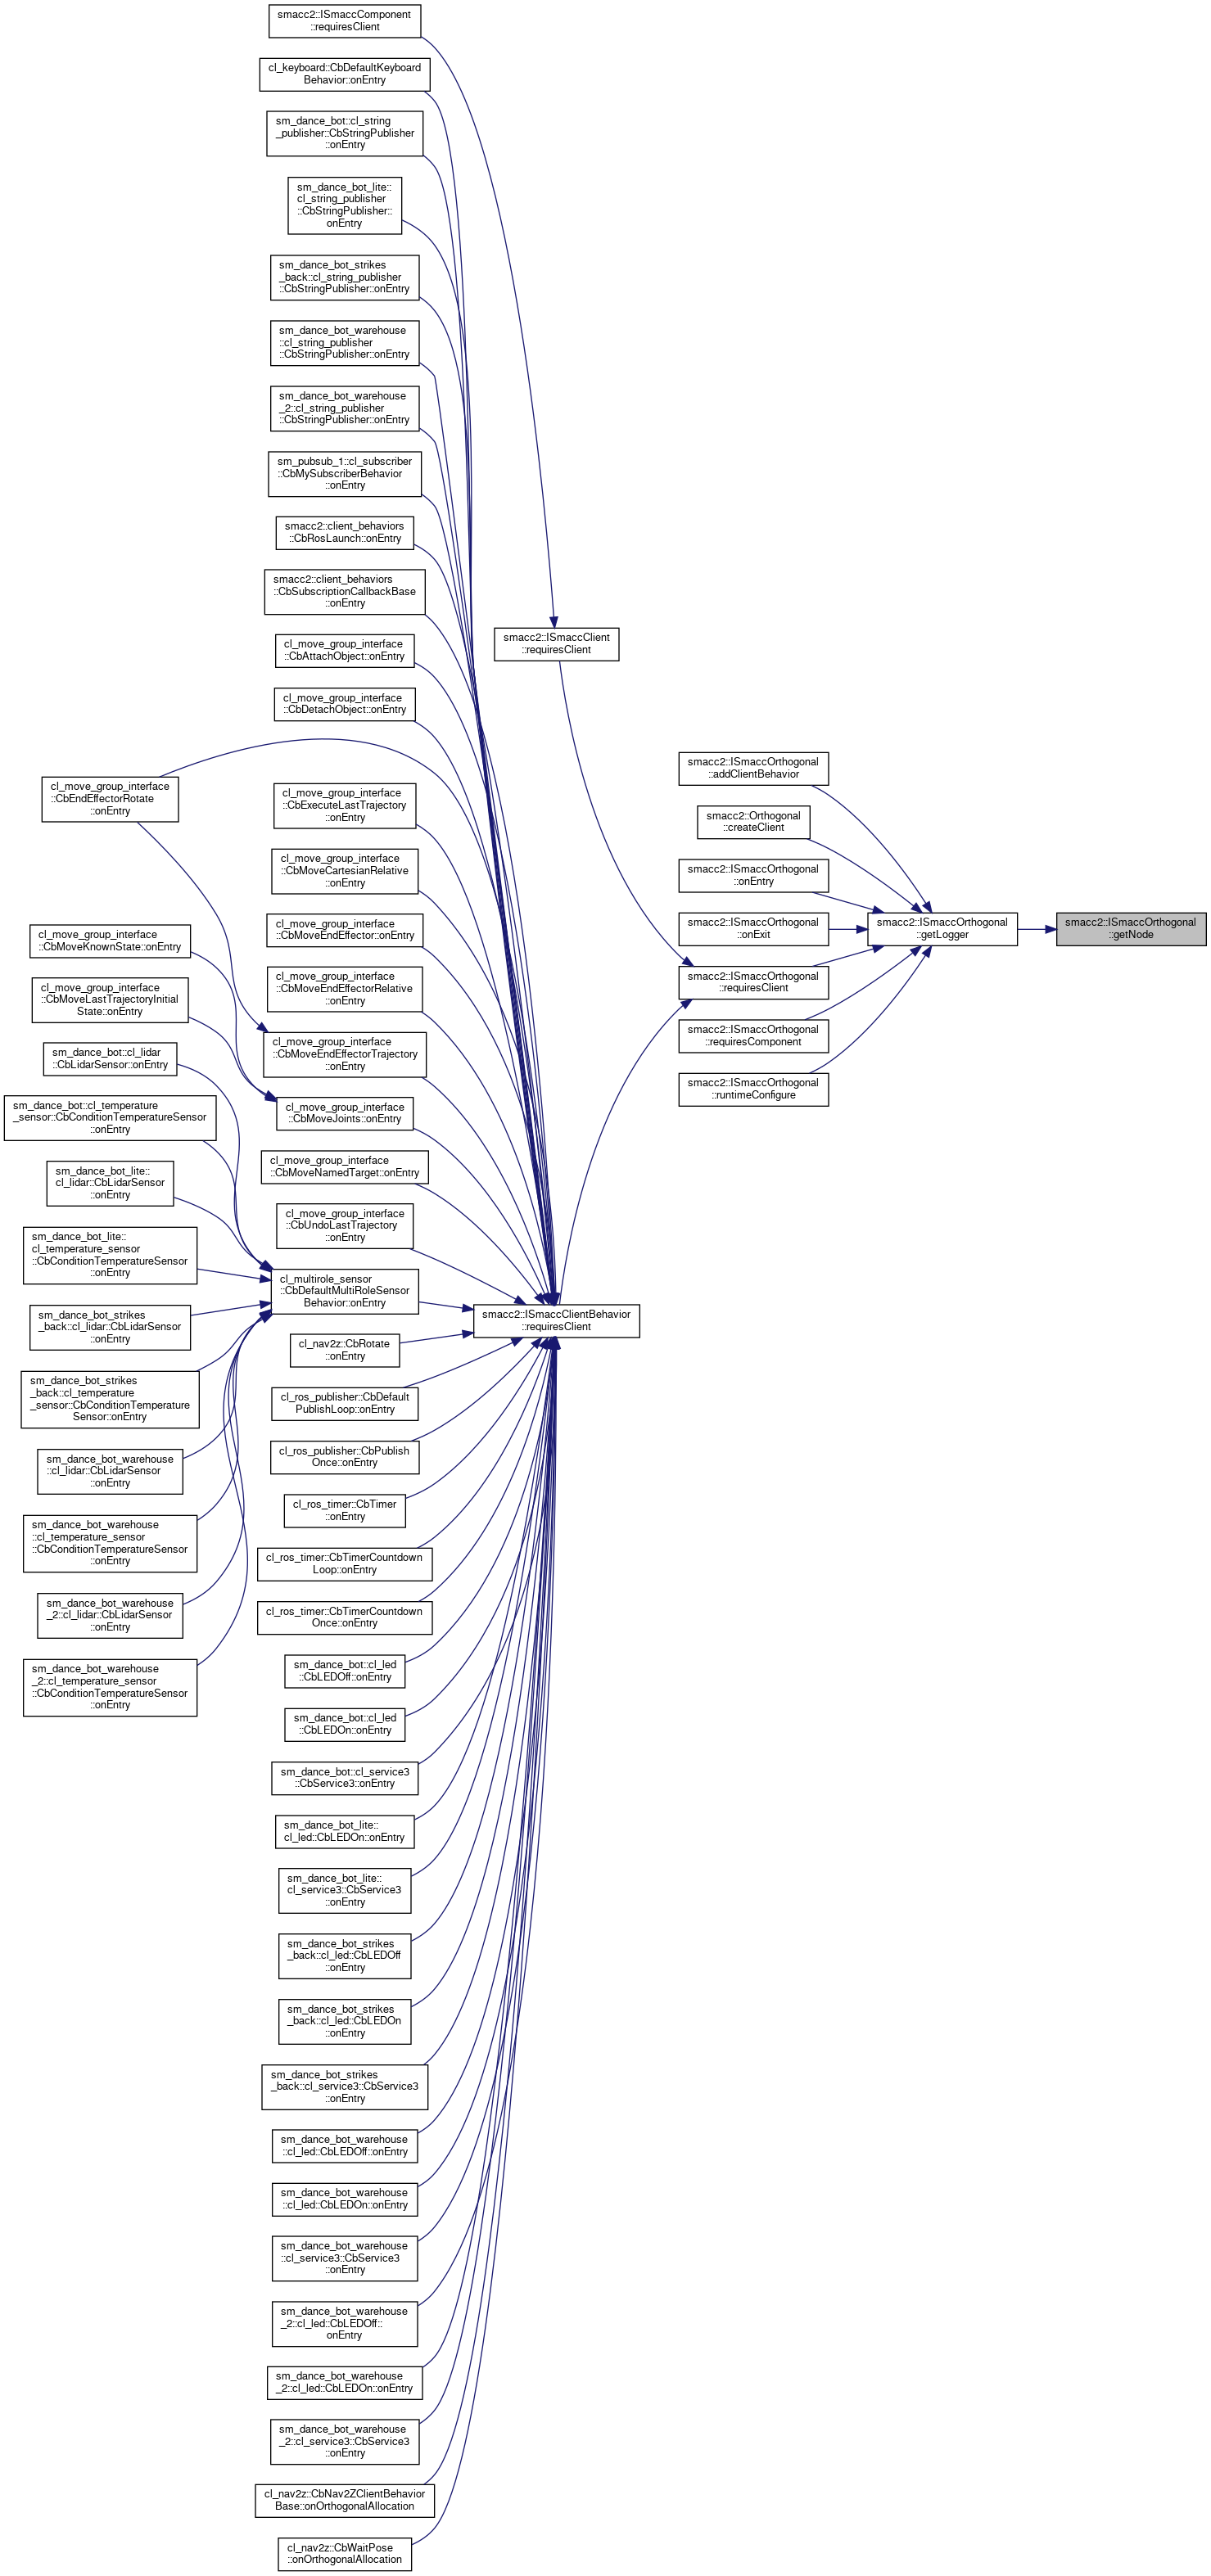 smacc2::ISmaccComponent
::requiresClient
cl_keyboard::CbDefaultKeyboard
Behavior::onEntry
sm_dance_bot::cl_string
_publisher::CbStringPublisher
::onEntry
sm_dance_bot_lite::
cl_string_publisher
::CbStringPublisher::
onEntry
sm_dance_bot_strikes
_back::cl_string_publisher
::CbStringPublisher::onEntry
sm_dance_bot_warehouse
::cl_string_publisher
::CbStringPublisher::onEntry
sm_dance_bot_warehouse
_2::cl_string_publisher
::CbStringPublisher::onEntry
sm_pubsub_1::cl_subscriber
::CbMySubscriberBehavior
::onEntry
smacc2::client_behaviors
::CbRosLaunch::onEntry
smacc2::client_behaviors
::CbSubscriptionCallbackBase
::onEntry
cl_move_group_interface
::CbAttachObject::onEntry
cl_move_group_interface
::CbDetachObject::onEntry
cl_move_group_interface
::CbExecuteLastTrajectory
::onEntry
cl_move_group_interface
::CbMoveCartesianRelative
::onEntry
cl_move_group_interface
::CbMoveEndEffector::onEntry
cl_move_group_interface
::CbMoveEndEffectorRelative
::onEntry
cl_move_group_interface
::CbMoveEndEffectorTrajectory
::onEntry
cl_move_group_interface
::CbMoveJoints::onEntry
cl_move_group_interface
::CbMoveNamedTarget::onEntry
cl_move_group_interface
::CbUndoLastTrajectory
::onEntry
cl_multirole_sensor
::CbDefaultMultiRoleSensor
Behavior::onEntry
cl_nav2z::CbRotate
::onEntry
cl_ros_publisher::CbDefault
PublishLoop::onEntry
cl_ros_publisher::CbPublish
Once::onEntry
cl_ros_timer::CbTimer
::onEntry
cl_ros_timer::CbTimerCountdown
Loop::onEntry
cl_ros_timer::CbTimerCountdown
Once::onEntry
sm_dance_bot::cl_led
::CbLEDOff::onEntry
sm_dance_bot::cl_led
::CbLEDOn::onEntry
sm_dance_bot::cl_service3
::CbService3::onEntry
sm_dance_bot_lite::
cl_led::CbLEDOn::onEntry
sm_dance_bot_lite::
cl_service3::CbService3
::onEntry
sm_dance_bot_strikes
_back::cl_led::CbLEDOff
::onEntry
sm_dance_bot_strikes
_back::cl_led::CbLEDOn
::onEntry
sm_dance_bot_strikes
_back::cl_service3::CbService3
::onEntry
sm_dance_bot_warehouse
::cl_led::CbLEDOff::onEntry
sm_dance_bot_warehouse
::cl_led::CbLEDOn::onEntry
sm_dance_bot_warehouse
::cl_service3::CbService3
::onEntry
sm_dance_bot_warehouse
_2::cl_led::CbLEDOff::
onEntry
sm_dance_bot_warehouse
_2::cl_led::CbLEDOn::onEntry
sm_dance_bot_warehouse
_2::cl_service3::CbService3
::onEntry
cl_nav2z::CbNav2ZClientBehavior
Base::onOrthogonalAllocation
cl_nav2z::CbWaitPose
::onOrthogonalAllocation
cl_move_group_interface
::CbEndEffectorRotate
::onEntry
cl_move_group_interface
::CbMoveKnownState::onEntry
cl_move_group_interface
::CbMoveLastTrajectoryInitial
State::onEntry
sm_dance_bot::cl_lidar
::CbLidarSensor::onEntry
sm_dance_bot::cl_temperature
_sensor::CbConditionTemperatureSensor
::onEntry
sm_dance_bot_lite::
cl_lidar::CbLidarSensor
::onEntry
sm_dance_bot_lite::
cl_temperature_sensor
::CbConditionTemperatureSensor
::onEntry
sm_dance_bot_strikes
_back::cl_lidar::CbLidarSensor
::onEntry
sm_dance_bot_strikes
_back::cl_temperature
_sensor::CbConditionTemperature
Sensor::onEntry
sm_dance_bot_warehouse
::cl_lidar::CbLidarSensor
::onEntry
sm_dance_bot_warehouse
::cl_temperature_sensor
::CbConditionTemperatureSensor
::onEntry
sm_dance_bot_warehouse
_2::cl_lidar::CbLidarSensor
::onEntry
sm_dance_bot_warehouse
_2::cl_temperature_sensor
::CbConditionTemperatureSensor
::onEntry
smacc2::ISmaccClient
::requiresClient
smacc2::ISmaccClientBehavior
::requiresClient
smacc2::ISmaccOrthogonal
::addClientBehavior
smacc2::Orthogonal
::createClient
smacc2::ISmaccOrthogonal
::onEntry
smacc2::ISmaccOrthogonal
::onExit
smacc2::ISmaccOrthogonal
::requiresClient
smacc2::ISmaccOrthogonal
::requiresComponent
smacc2::ISmaccOrthogonal
::runtimeConfigure
smacc2::ISmaccOrthogonal
::getLogger
smacc2::ISmaccOrthogonal
::getNode